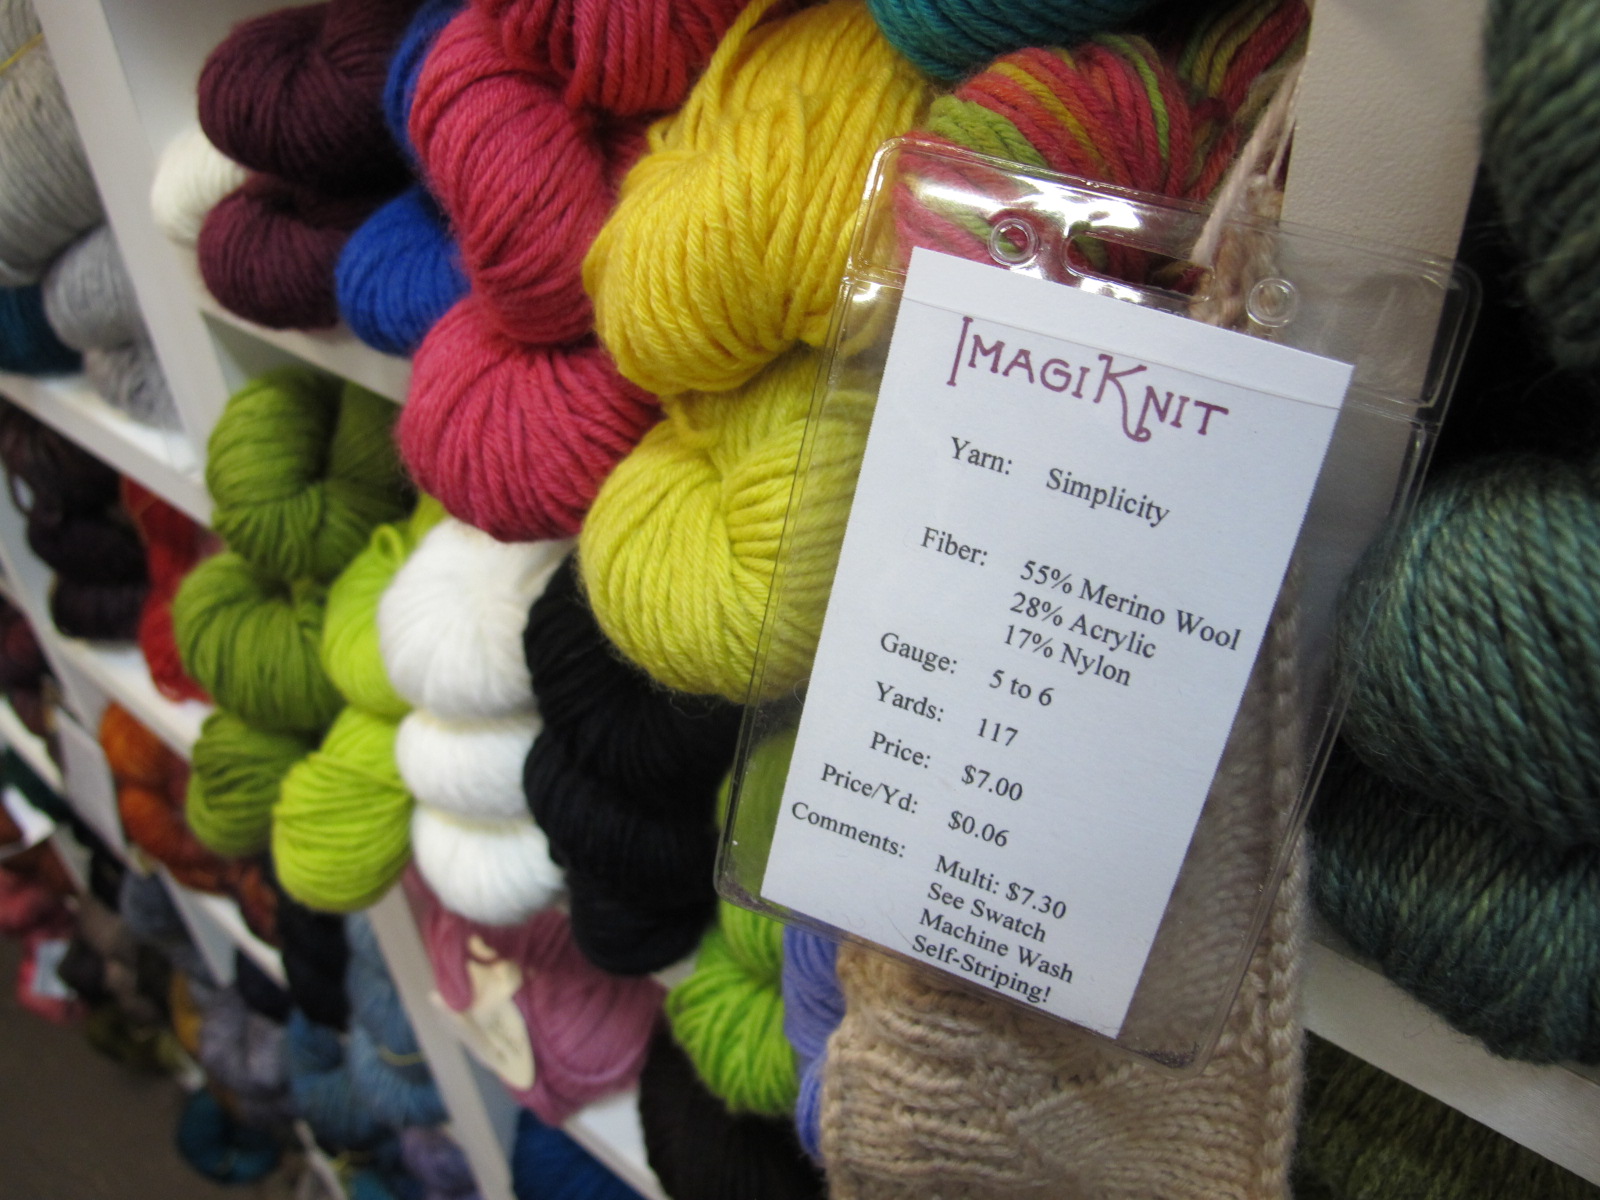 IMAGIKNIT
Yarn: Simplicity
Fiber: 55% Merino Wool
28% Acrylic
17% Nylon
Gauge: 5 to 6
Yards: 117
Price: $7.00
Price/Yd: $0.06
Comments: Multi: $7.30
See Swatch
Machine Wash
Self-Striping!